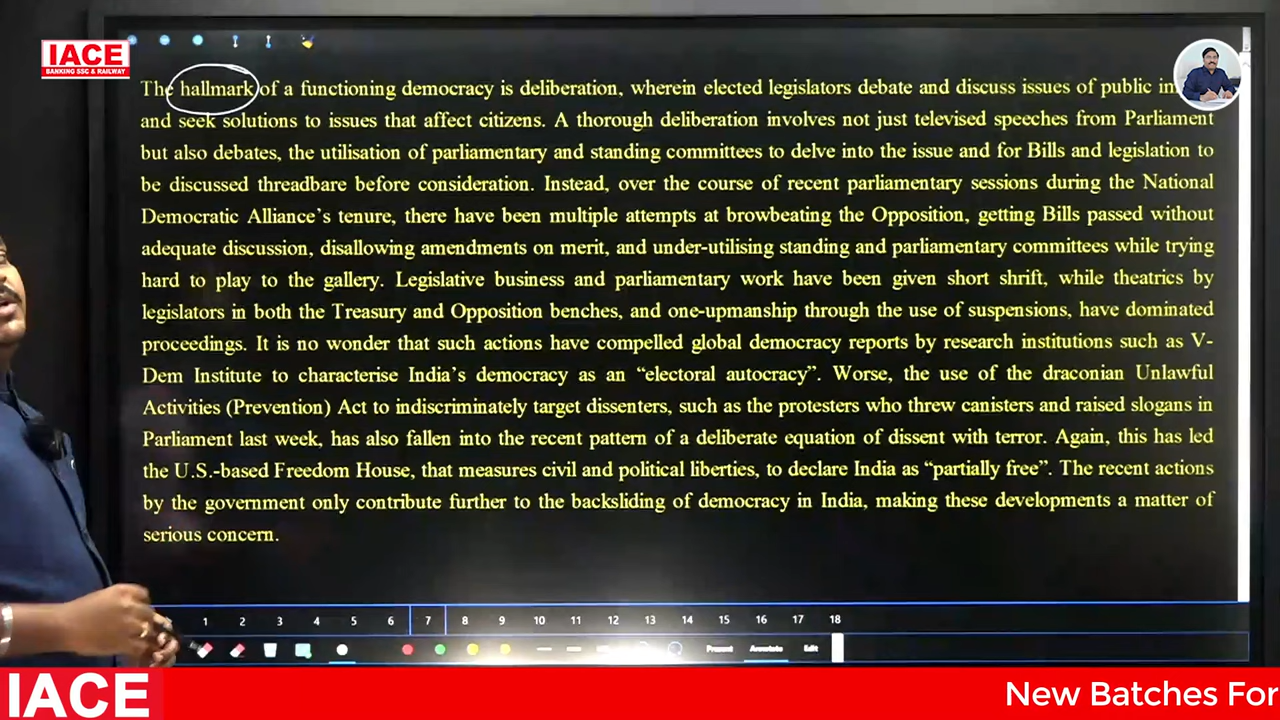 IACE
BANKING SSC & RAILWAY
The hallmark of a functioning democracy is deliberation, wherein elected legislators debate and discuss issues of public
and seek solutions to issues that affect citizens. A thorough deliberation involves not just televised speeches from Parliament
but also debates, the utilisation of parliamentary and standing committees to delve into the issue and for Bills and legislation to
be discussed threadbare before consideration. Instead, over the course of recent parliamentary sessions during the National
Democratic Alliance's tenure, there have been multiple attempts at browbeating the Opposition, getting Bills passed without
adequate discussion, disallowing amendments on merit, and under-utilising standing and parliamentary committees while trying
hard to play to the gallery. Legislative business and parliamentary work have been given short shrift, while theatrics by
legislators in both the Treasury and Opposition benches, and one-upmanship through the use of suspensions, have dominated
proceedings. It is no wonder that such actions have compelled global democracy reports by research institutions such as V-
Dem Institute to characterise India's democracy as an “electoral autocracy”. Worse, the use of the draconian Unlawful
Activities (Prevention) Act to indiscriminately target dissenters, such as the protesters who threw canisters and raised slogans in
Parliament last week, has also fallen into the recent pattern of a deliberate equation of dissent with terror. Again, this has led
the U.S.-based Freedom House, that measures civil and political liberties, to declare India as “partially free”. The recent actions
by the government only contribute further to the backsliding of democracy in India, making these developments a matter of
serious concern.
1 2 3 4 5 6 7 8 9 10 11 12 13 14 15 16 17 18
Present Annotate Edit
IACE
New Batches For